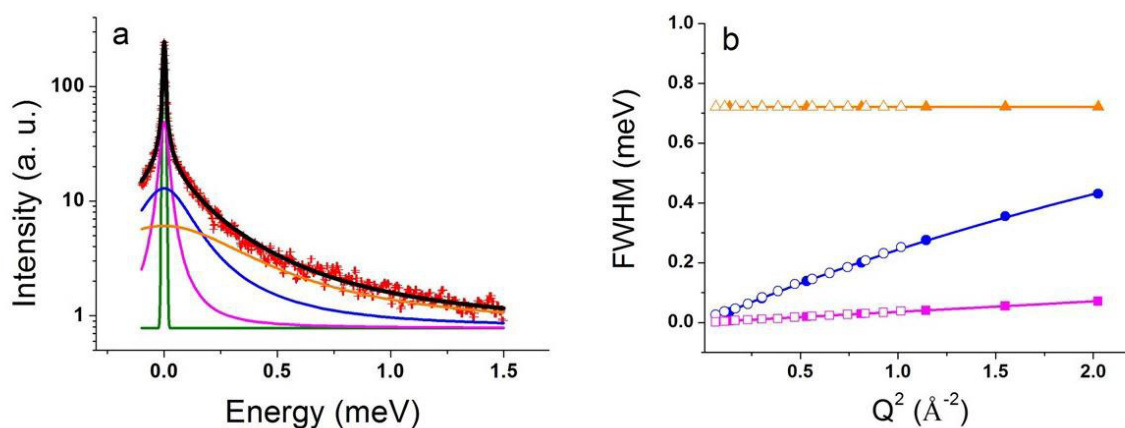 a
100
10
1
Intensity (a. u.)
0.0 0.5 1.0 1.5
Energy (meV)
b
1.0
0.8
0.6
0.4
0.2
0.0
FWHM (meV)
0.5 1.0 1.5 2.0
Q² (Å⁻²)